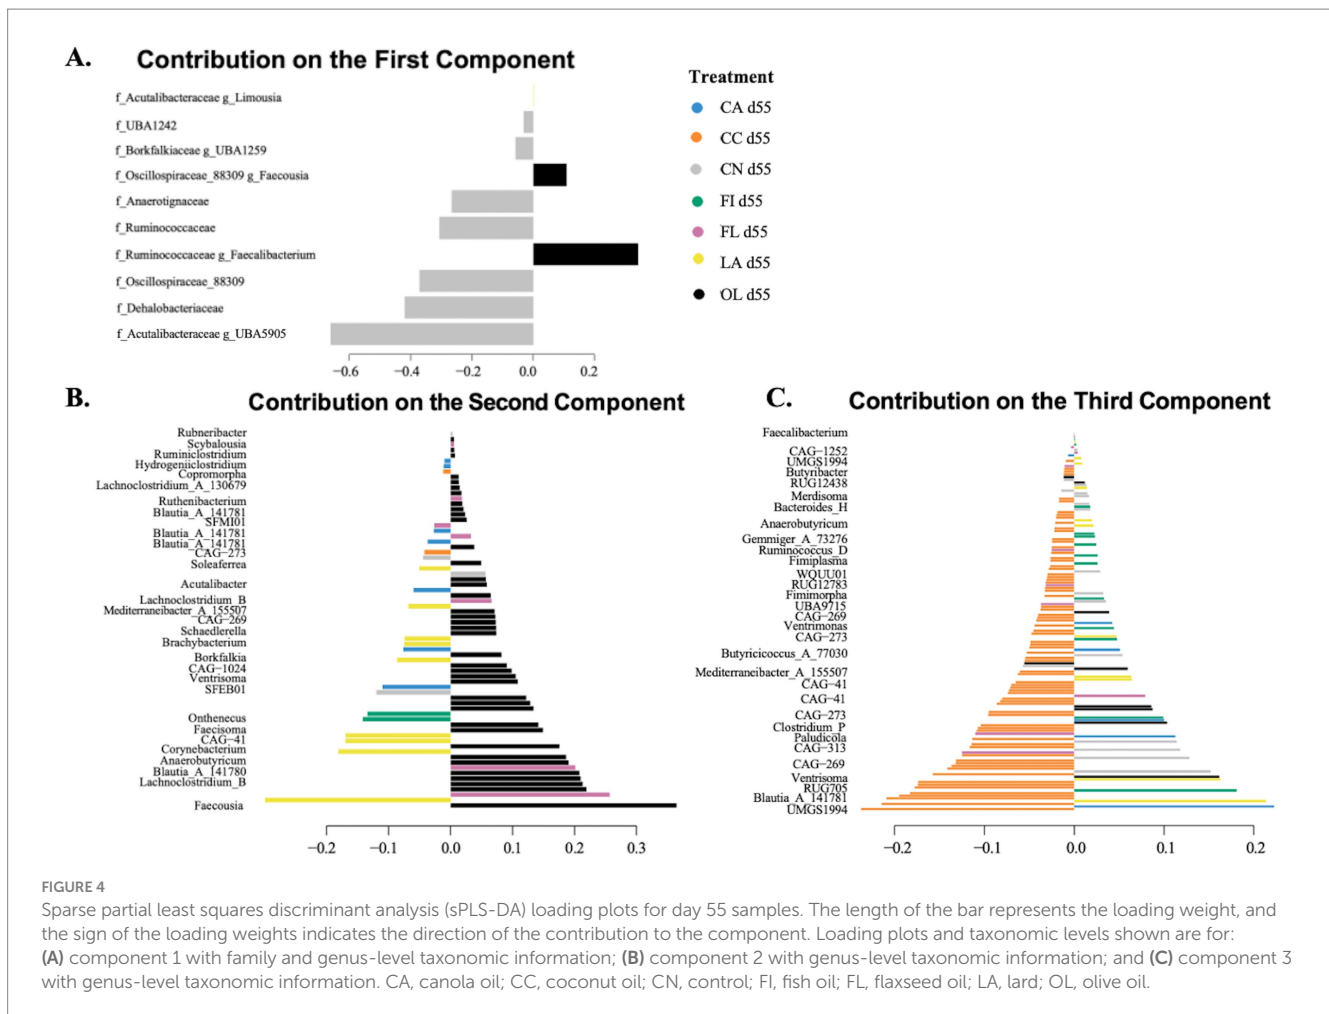 A.
Contribution on the First Component
f_Acutalibacteraceae g_Limousia
f_UBA1242
f_Borkfalkiaceae g_UBA1259
f_Oscillospiraceae_88309 g_Faecousia
f_Anaerotignaceae
f_Ruminococcaceae
f_Ruminococcaceae g_Faecalibacterium
f_Oscillospiraceae_88309
f_Dehalobacteriaceae
f_Acutalibacteraceae g_UBA5905
−0.6 −0.4 −0.2 0.0 0.2
Treatment
CA d55
CC d55
CN d55
FI d55
FL d55
LA d55
OL d55
B.
Contribution on the Second Component
Rubneribacter
Scybalousia
Ruminiclostridium
Hydrogeniiclostridium
Copromorpha
Lachnoclostridium_A_130679
Ruthenibacterium
Blautia_A_141781
SFMI01
Blautia_A_141781
Blautia_A_141781
CAG−273
Soleaferrea
Acutalibacter
Lachnoclostridium_B
Mediterraneibacter_A_155507
CAG−269
Schaedlerella
Brachybacterium
Borkfalkia
CAG−1024
Ventrisoma
SFEB01
Onthenecus
Faecisoma
CAG−41
Corynebacterium
Anaerobutyricum
Blautia_A_141780
Lachnoclostridium_B
Faecousia
−0.2 −0.1 0.0 0.1 0.2 0.3
C.
Contribution on the Third Component
Faecalibacterium
CAG−1252
UMGS1994
Butyribacter
RUG12438
Merdisoma
Bacteroides_H
Anaerobutyricum
Gemmiger_A_73276
Ruminococcus_D
Fimiplasma
WQUU01
RUG12783
Fimimorpha
UBA9715
CAG−269
Ventrimonas
CAG−273
Butyricicoccus_A_77030
Mediterraneibacter_A_155507
CAG−41
CAG−41
CAG−273
Clostridium_P
Paludicola
CAG−313
CAG−269
Ventrisoma
RUG705
Blautia_A_141781
UMGS1994
−0.2 −0.1 0.0 0.1 0.2
FIGURE 4
Sparse partial least squares discriminant analysis (sPLS-DA) loading plots for day 55 samples. The length of the bar represents the loading weight, and
the sign of the loading weights indicates the direction of the contribution to the component. Loading plots and taxonomic levels shown are for:
(A) component 1 with family and genus-level taxonomic information; (B) component 2 with genus-level taxonomic information; and (C) component 3
with genus-level taxonomic information. CA, canola oil; CC, coconut oil; CN, control; FI, fish oil; FL, flaxseed oil; LA, lard; OL, olive oil.